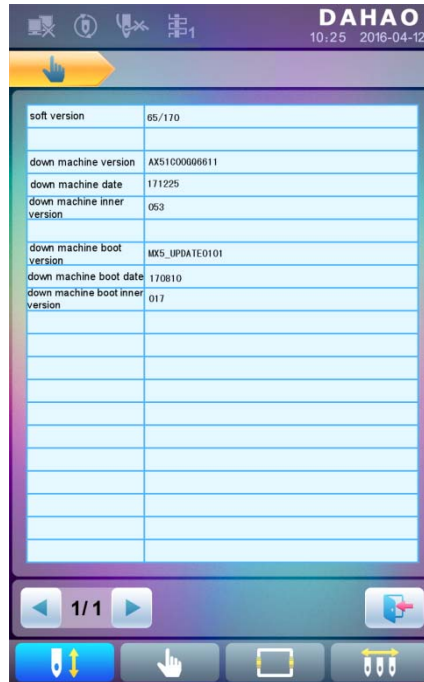 1
DAHAO
10:25 2016-04-12
soft version 65/170
down machine version AX51C00GQ6611
down machine date 171225
down machine inner version 053
down machine boot version MX5_UPDATE0101
down machine boot date 170810
down machine boot inner version 017
1/1